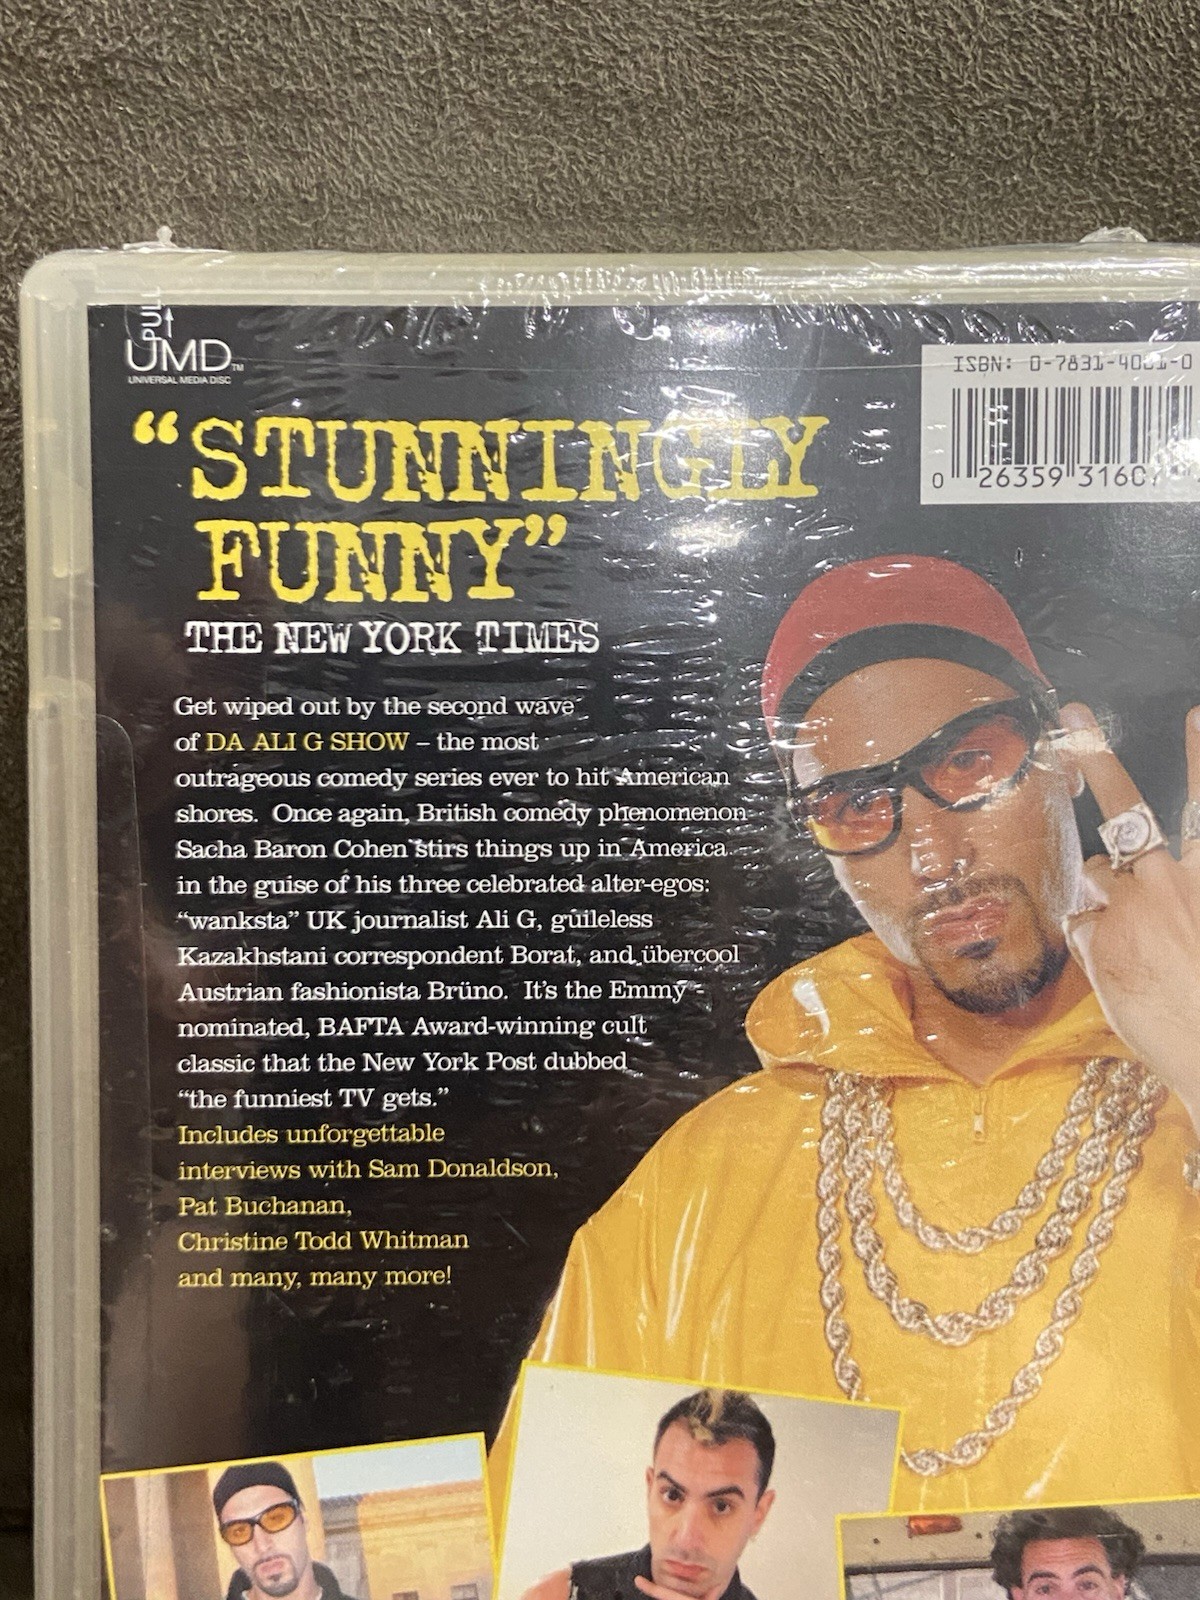 UMD™
UNIVERSAL MEDIA DISC
ISBN:
0 26359
“STUNNINGLY
FUNNY”
THE NEW YORK TIMES
Get wiped out by the second wave
of DA ALI G SHOW – the most
outrageous comedy series ever to hit American
shores. Once again, British comedy phenomenon
Sacha Baron Cohen stirs things up in America
in the guise of his three celebrated alter-egos:
“wanksta” UK journalist Ali G, guileless
Kazakhstani correspondent Borat, and übercool
Austrian fashionista Brüno. It’s the Emmy-
nominated, BAFTA Award-winning cult
classic that the New York Post dubbed
“the funniest TV gets.”
Includes unforgettable
interviews with Sam Donaldson,
Pat Buchanan,
Christine Todd Whitman
and many, many more!